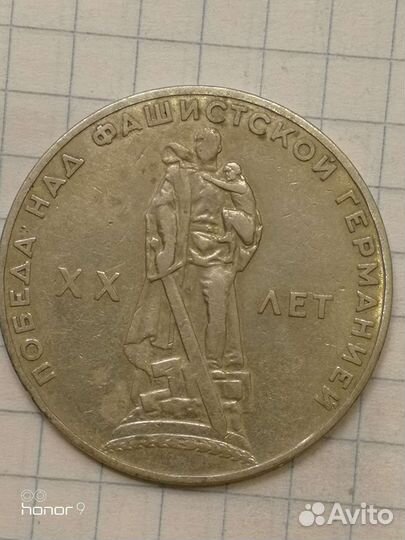 ПОБЕДА НАД ФАШИСТСКОЙ ГЕРМАНИЕЙ
XX ЛЕТ
honor 9
Avito